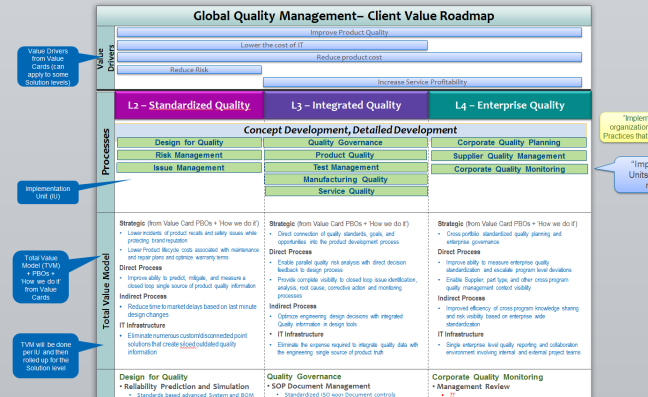 Global Quality Management– Client Value Roadmap
Value Drivers
from Value
Cards (can
apply to some
Solution levels)
Value
Drivers
Improve Product Quality
Lower the cost of IT
Reduce product cost
Reduce Risk
Increase Service Profitability
L2 – Standardized Quality
L3 – Integrated Quality
L4 – Enterprise Quality
Processes
Concept Development, Detailed Development
Design for Quality
Risk Management
Issue Management
Quality Governance
Product Quality
Test Management
Manufacturing Quality
Service Quality
Corporate Quality Planning
Supplier Quality Management
Corporate Quality Monitoring
"Implem
organization
Practices that
"Imp
Units
Implementation
Unit (IU)
Total Value
Model (TVM)
+ PBOs +
'How we do it'
from Value
Cards
TVM will be done
per IU and then
rolled up for the
Solution level
Total Value Model
Strategic (from Value Card PBOs + 'How we do it')
• Lower incidents of product recalls and safety issues while
protecting brand reputation
• Lower Product lifecycle costs associated with maintenance
and repair plans and optimize warranty terms
Direct Process
• Improve ability to predict, mitigate, and measure a
closed loop single source of product quality information
Indirect Process
• Reduce time to market delays based on last minute
design changes
IT Infrastructure
• Eliminate numerous custom/disconnected point
solutions that create siloed outdated quality
information
Strategic (from Value Card PBOs + 'How we do it')
• Direct connection of quality standards, goals, and
opportunities into the product development process
Direct Process
• Enable parallel quality risk analysis with direct decision
feedback to design process
• Provide complete visibility to closed loop issue identification,
analysis, root cause, corrective action and monitoring
processes
Indirect Process
• Optimize engineering design decisions with integrated
Quality information in design tools
• IT Infrastructure
• Eliminate the expense required to integrate quality data with
the engineering single source of product truth
Strategic (from Value Card PBOs + 'How we do it')
• Cross portfolio standardized quality planning and
enterprise governance
Direct Process
• Improve ability to measure enterprise quality
standardization and escalate program level deviations
• Enable Supplier, part type, and other cross product
quality management context visibility
Indirect Process
• Improved efficiency of cross program knowledge sharing
and risk visibility based on enterprise wide
standardization
• IT Infrastructure
• Single enterprise level quality reporting and collaboration
environment involving internal and external project teams
Design for Quality
• Reliability Prediction and Simulation
• Standards based advanced System and BOM
Quality Governance
• SOP Document Management
• Standardized ISO 9001 Document controls
Corporate Quality Monitoring
• Management Review
• ??